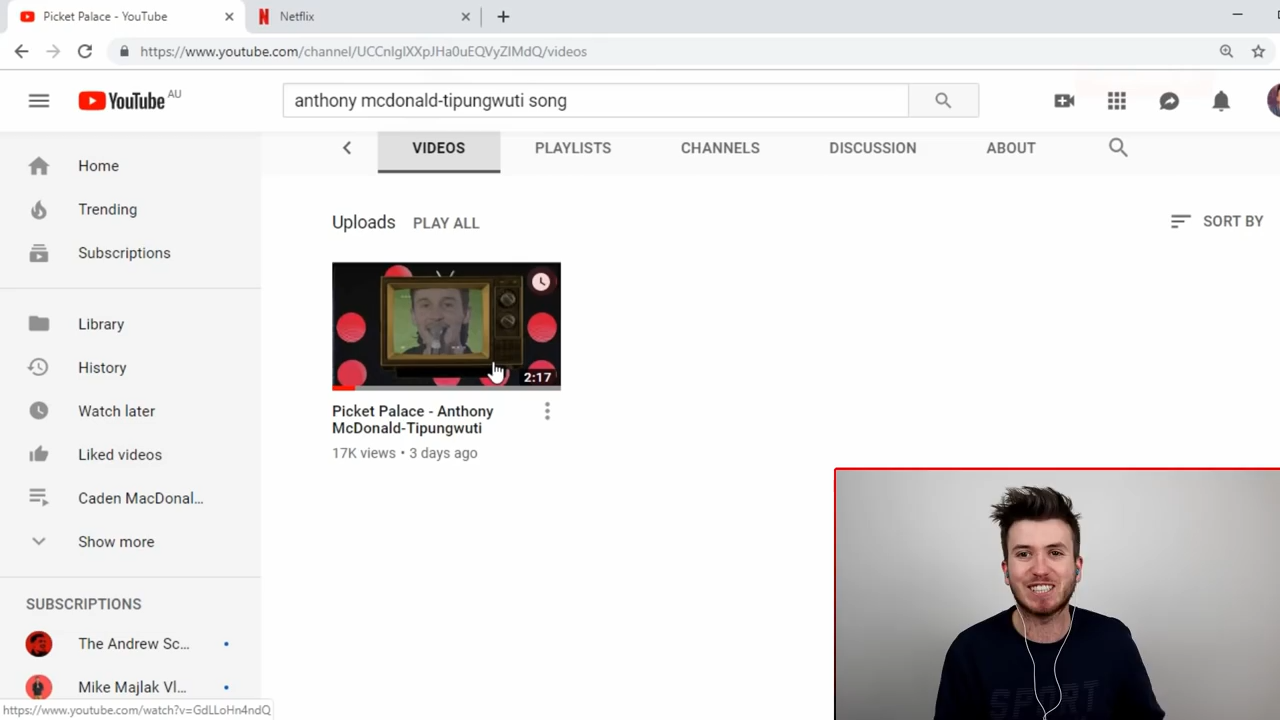 Picket Palace - YouTube
Netflix
https://www.youtube.com/channel/UCCnIglXXpJHa0uEQVyZIMdQ/videos
YouTube AU
anthony mcdonald-tipungwuti song
VIDEOS
PLAYLISTS
CHANNELS
DISCUSSION
ABOUT
Home
Trending
Subscriptions
Library
History
Watch later
Liked videos
Caden MacDonal...
Show more
SUBSCRIPTIONS
The Andrew Sc...
Mike Majlak Vl...
Uploads
PLAY ALL
SORT BY
2:17
Picket Palace - Anthony
McDonald-Tipungwuti
17K views • 3 days ago
SPORT
https://www.youtube.com/watch?v=GdLLoHn4ndQ